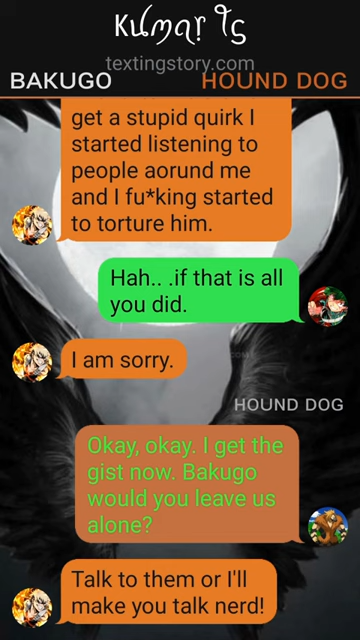 Kumar Ts
textingstory.com
BAKUGO HOUND DOG
get a stupid quirk I
started listening to
people aorund me
and I fu*king started
to torture him.
Hah.. .if that is all
you did.
I am sorry.
HOUND DOG
Okay, okay. I get the
gist now. Bakugo
would you leave us
alone?
Talk to them or I'll
make you talk nerd!